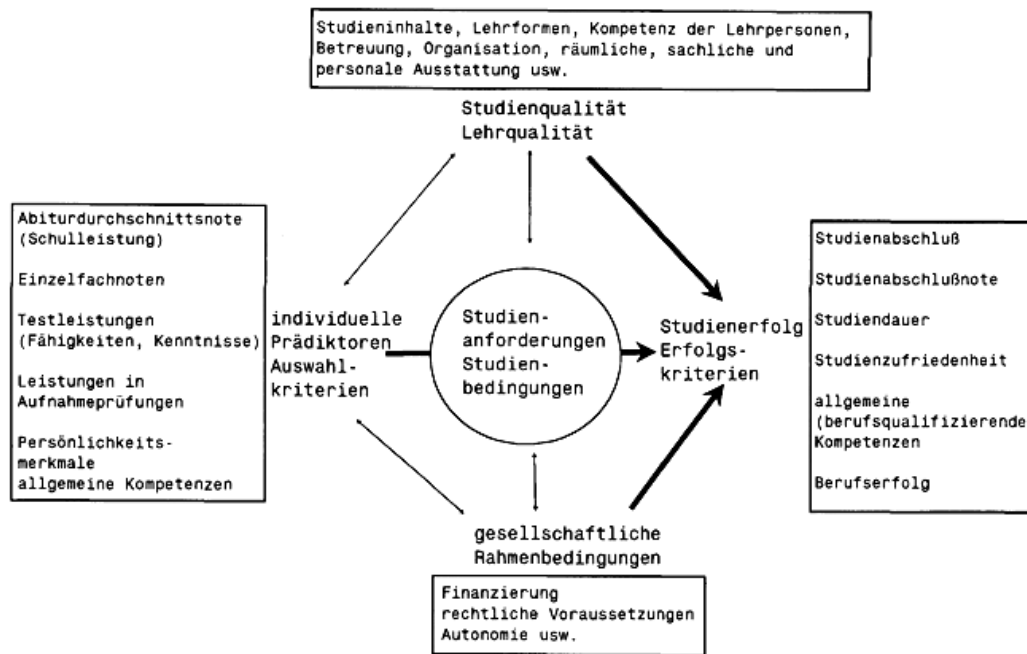 Studieninhalte, Lehrformen, Kompetenz der Lehrpersonen,
Betreuung, Organisation, räumliche, sachliche und
personale Ausstattung usw.
Studienqualität
Lehrqualität
Abiturdurchschnittsnote
(Schulleistung)
Einzelfachnoten
Testleistungen
(Fähigkeiten, Kenntnisse)
Leistungen in
Aufnahmeprüfungen
Persönlichkeits-
merkmale
allgemeine Kompetenzen
individuelle
Prädiktoren
Auswahl-
kriterien
Studien-
anforderungen
Studien-
bedingungen
Studienerfolg
Erfolgs-
kriterien
Studienabschluß
Studienabschlußnote
Studiendauer
Studienzufriedenheit
allgemeine
(berufsqualifizierende
Kompetenzen
Berufserfolg
gesellschaftliche
Rahmenbedingungen
Finanzierung
rechtliche Voraussetzungen
Autonomie usw.